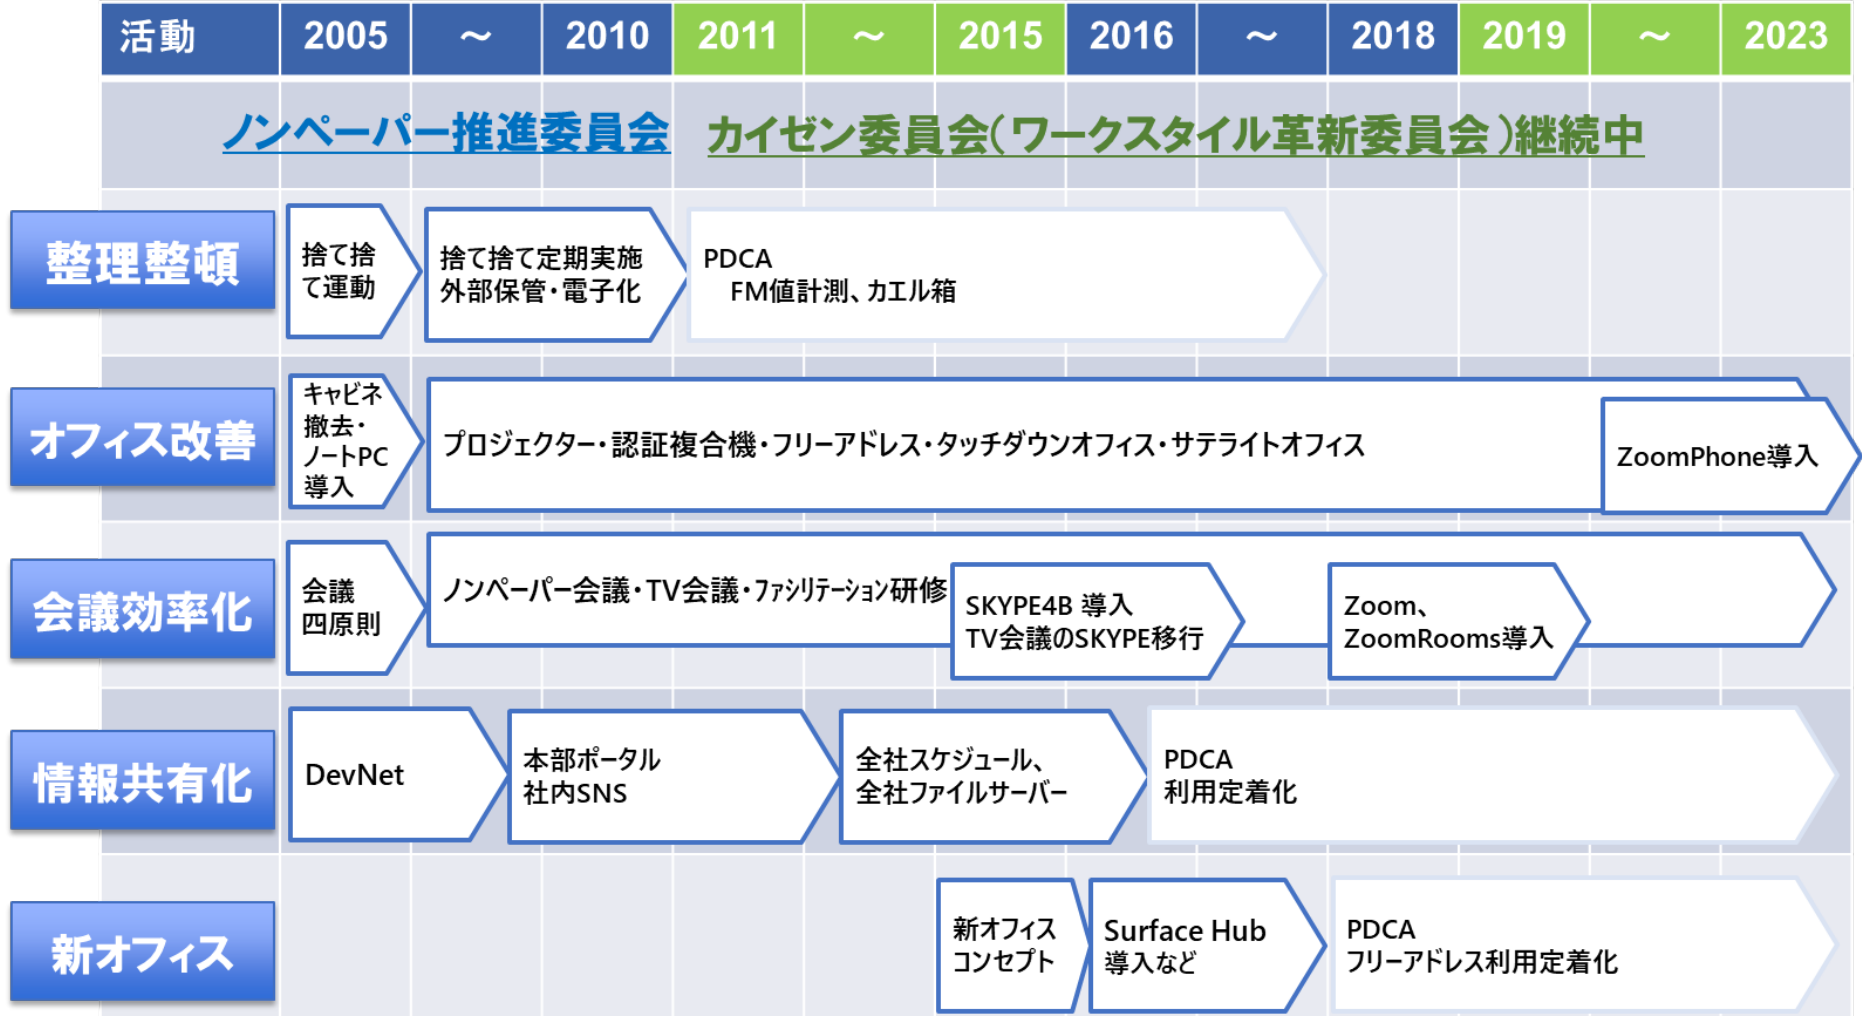 活動 2005 ～ 2010 2011 ～ 2015 2016 ～ 2018 2019 ～ 2023
ノンペーパー推進委員会 カイゼン委員会(ワークスタイル革新委員会)継続中
整理整頓
捨て捨
て運動
捨て捨て定期実施
外部保管・電子化
PDCA
FM値計測、カエル箱
オフィス改善
キャビネ
撤去・
ノートPC
導入
プロジェクター・認証複合機・フリーアドレス・タッチダウンオフィス・サテライトオフィス
ZoomPhone導入
会議効率化
会議
四原則
ノンペーパー会議・TV会議・ファシリテーション研修
SKYPE4B 導入
TV会議のSKYPE移行
Zoom、
ZoomRooms導入
情報共有化
DevNet
本部ポータル
社内SNS
全社スケジュール、
全社ファイルサーバー
PDCA
利用定着化
新オフィス
新オフィス
コンセプト
Surface Hub
導入など
PDCA
フリーアドレス利用定着化